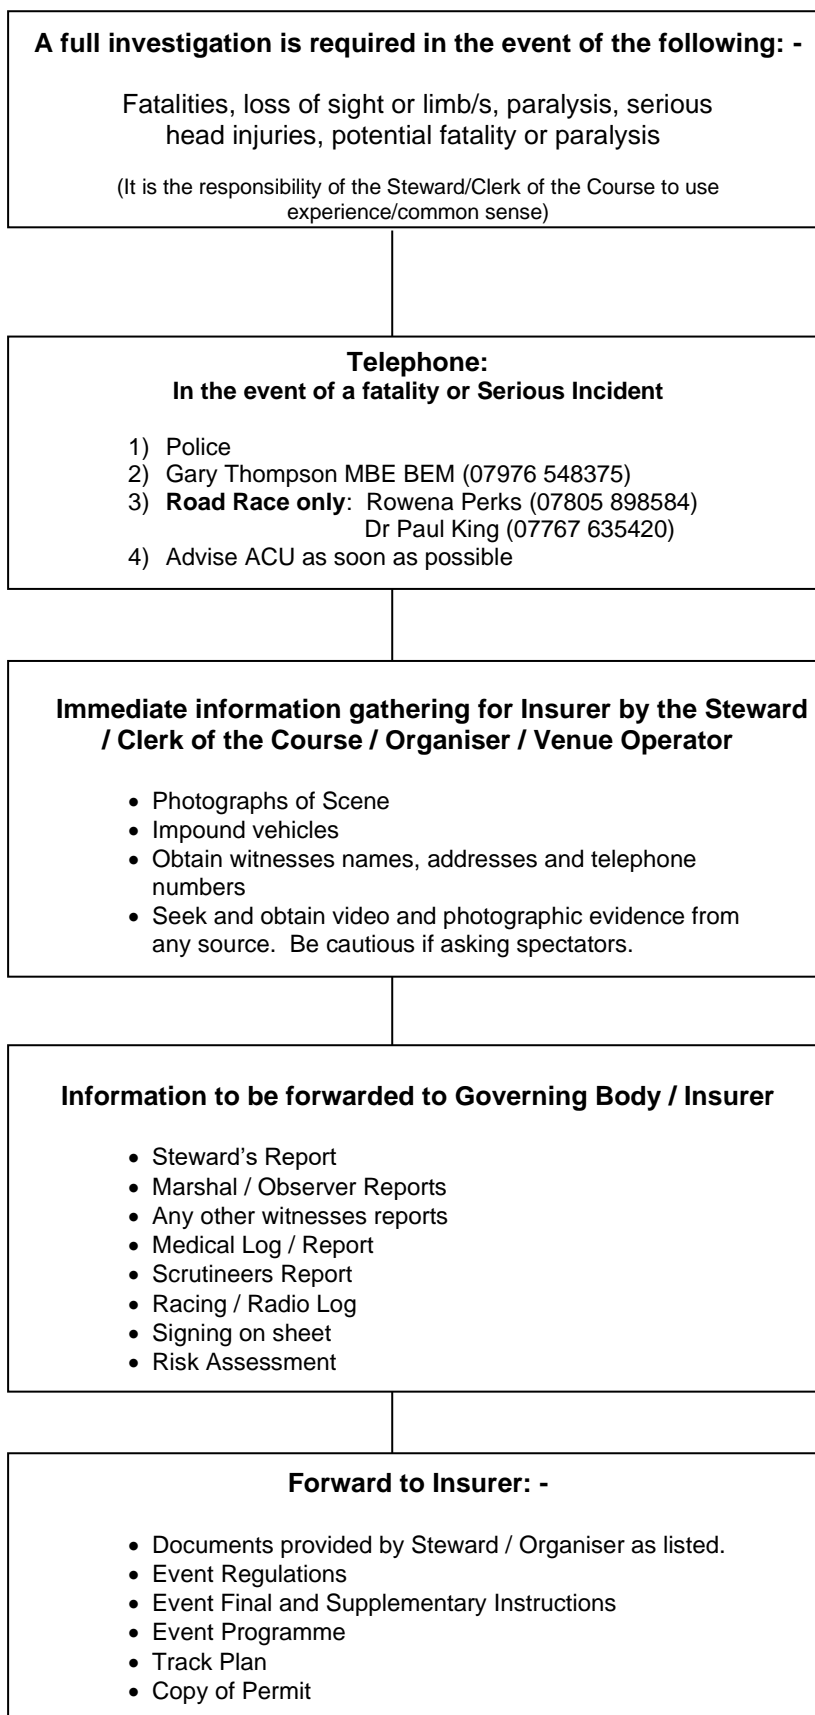 A full investigation is required in the event of the following: -
Fatalities, loss of sight or limb/s, paralysis, serious
head injuries, potential fatality or paralysis
(It is the responsibility of the Steward/Clerk of the Course to use
experience/common sense)
Telephone:
In the event of a fatality or Serious Incident
1) Police
2) Gary Thompson MBE BEM (07976 548375)
3) Road Race only: Rowena Perks (07805 898584)
Dr Paul King (07767 635420)
4) Advise ACU as soon as possible
Immediate information gathering for Insurer by the Steward
/ Clerk of the Course / Organiser / Venue Operator
• Photographs of Scene
• Impound vehicles
• Obtain witnesses names, addresses and telephone
numbers
• Seek and obtain video and photographic evidence from
any source.  Be cautious if asking spectators.
Information to be forwarded to Governing Body / Insurer
• Steward’s Report
• Marshal / Observer Reports
• Any other witnesses reports
• Medical Log / Report
• Scrutineers Report
• Racing / Radio Log
• Signing on sheet
• Risk Assessment
Forward to Insurer: -
• Documents provided by Steward / Organiser as listed.
• Event Regulations
• Event Final and Supplementary Instructions
• Event Programme
• Track Plan
• Copy of Permit